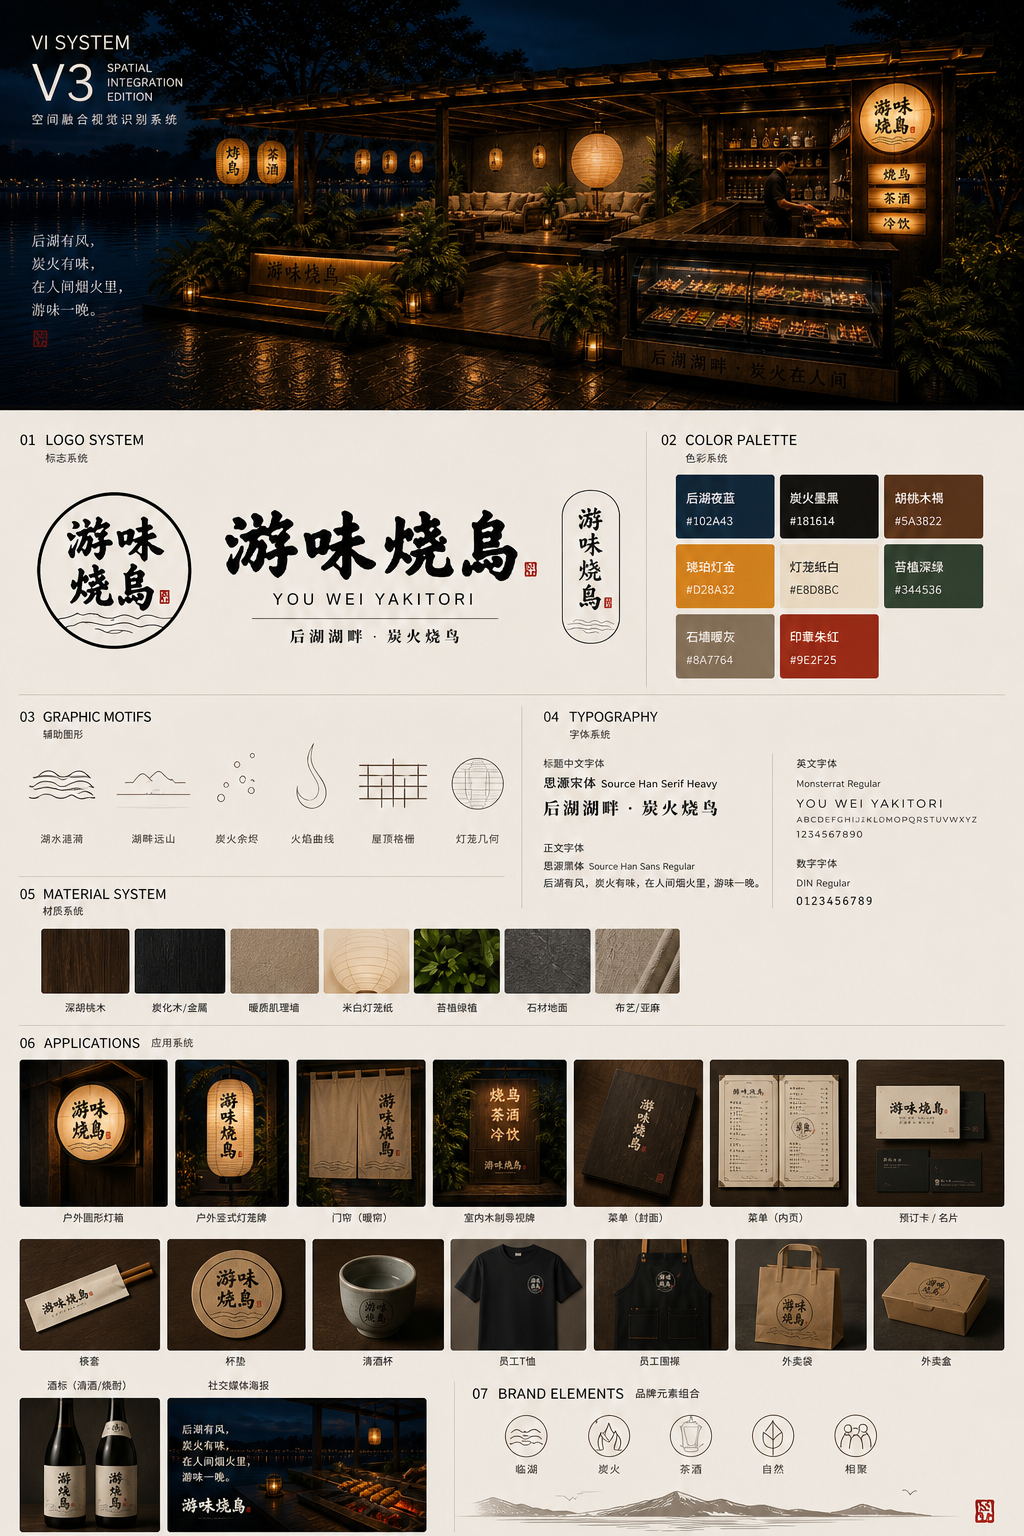 VI SYSTEM
V3
SPATIAL
INTEGRATION
EDITION
空间融合视觉识别系统
后湖有风，
炭火有味，
在人间烟火里，
游味一晚。
茶酒
游味
烧鳥
烧鸟
茶酒
冷饮
游味烧鸟
后湖湖畔 · 炭火在人间
01 LOGO SYSTEM
标志系统
游味
烧鳥
游味烧鳥
YOU WEI YAKITORI
后湖湖畔 · 炭火烧鸟
游味烧鳥
02 COLOR PALETTE
色彩系统
后湖夜蓝
#102A43
炭火墨黑
#181614
胡桃木褐
#5A3822
琥珀灯金
#D28A32
灯笼纸白
#E8D8BC
苔植深绿
#344536
石墙暖灰
#8A7764
印章朱红
#9E2F25
03 GRAPHIC MOTIFS
辅助图形
湖水涟漪
湖畔远山
炭火余烬
火焰曲线
屋顶格栅
灯笼几何
04 TYPOGRAPHY
字体系统
标题中文字体
思源宋体 Source Han Serif Heavy
后湖湖畔 · 炭火烧鸟
正文字体
思源黑体 Source Han Sans Regular
后湖有风，炭火有味，在人间烟火里，游味一晚。
英文字体
Monsterrat Regular
YOU WEI YAKITORI
1234567890
数字字体
DIN Regular
0123456789
05 MATERIAL SYSTEM
材质系统
深胡桃木
炭化木/金属
暖质肌理墙
米白灯笼纸
苔植绿植
石材地面
布艺/亚麻
06 APPLICATIONS 应用系统
游味
烧鳥
游味烧鳥
游味烧鳥
烧鸟
茶酒
冷饮
游味烧鳥
游味烧鳥
游味烧鳥
户外圆形灯箱
户外竖式灯笼牌
门帘（暖帘）
室内木制导视牌
菜单（封面）
菜单（内页）
预订卡 / 名片
游味烧鳥
游味
烧鳥
游味
烧鳥
游味
烧鳥
游味
烧鳥
游味
烧鳥
游味
烧鳥
筷套
杯垫
清酒杯
员工T恤
员工围裙
外卖袋
外卖盒
酒标（清酒/烧酎）
社交媒体海报
游味烧鳥
游味烧鳥
后湖有风，
炭火有味，
在人间烟火里，
游味一晚。
游味烧鳥
07 BRAND ELEMENTS 品牌元素组合
临湖
炭火
茶酒
自然
相聚